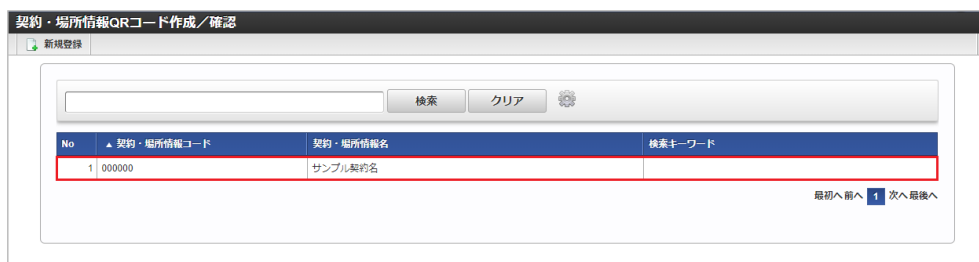 契約・場所情報QRコード作成／確認
新規登録
検索 クリア
No ▲ 契約・場所情報コード 契約・場所情報名 検索キーワード
1 000000 サンプル契約名
最初へ 前へ 1 次へ 最後へ